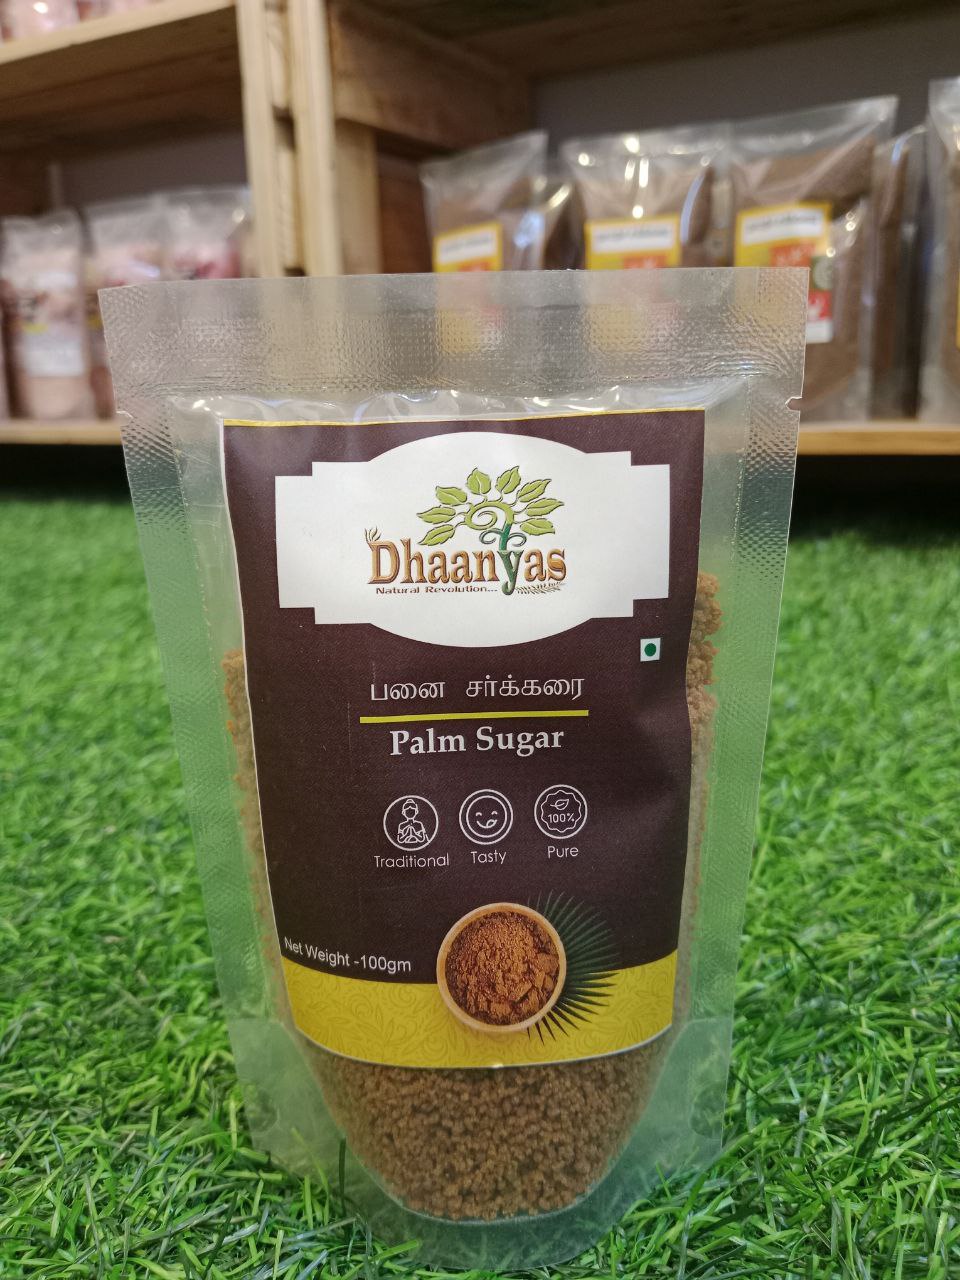 Dhaanyas
Natural Revolution...
பனை சர்க்கரை
Palm Sugar
100%
Traditional Tasty Pure
Net Weight -100gm